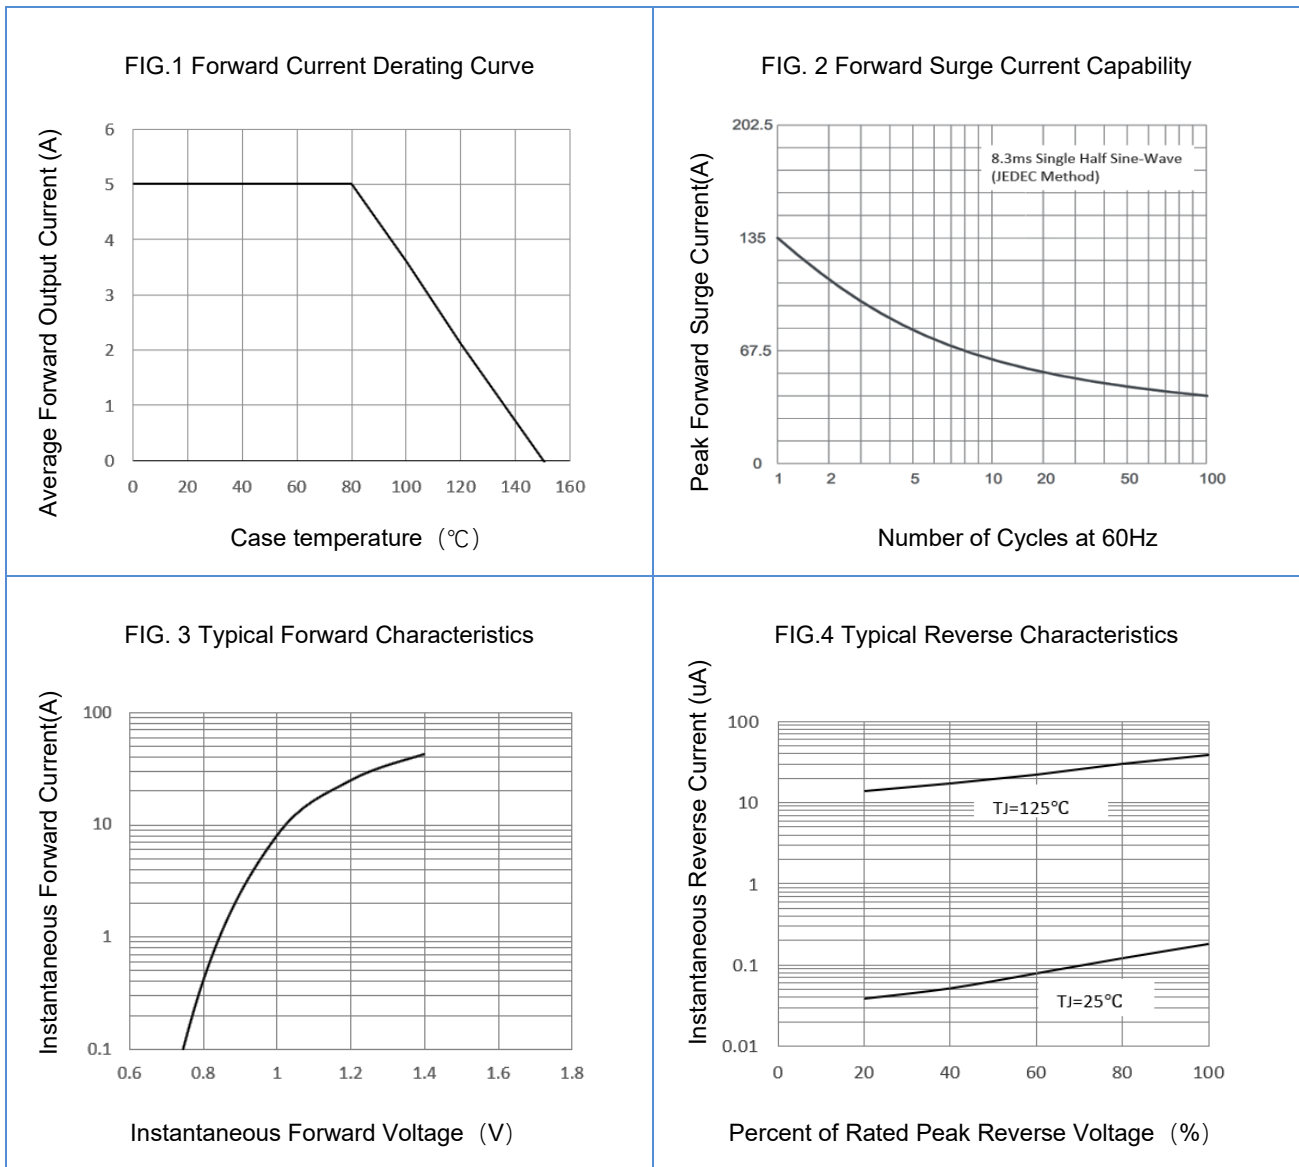 FIG.1 Forward Current Derating Curve
Average Forward Output Current (A)
6
5
4
3
2
1
0
0 20 40 60 80 100 120 140 160
Case temperature（℃）
FIG. 2 Forward Surge Current Capability
Peak Forward Surge Current(A)
202.5
8.3ms Single Half Sine-Wave
(JEDEC Method)
135
67.5
0
1 2 5 10 20 50 100
Number of Cycles at 60Hz
FIG. 3 Typical Forward Characteristics
Instantaneous Forward Current(A)
100
10
1
0.1
0.6 0.8 1 1.2 1.4 1.6 1.8
Instantaneous Forward Voltage（V）
FIG.4 Typical Reverse Characteristics
Instantaneous Reverse Current (uA)
100
10
TJ=125℃
1
0.1
TJ=25℃
0.01
0 20 40 60 80 100
Percent of Rated Peak Reverse Voltage（%）